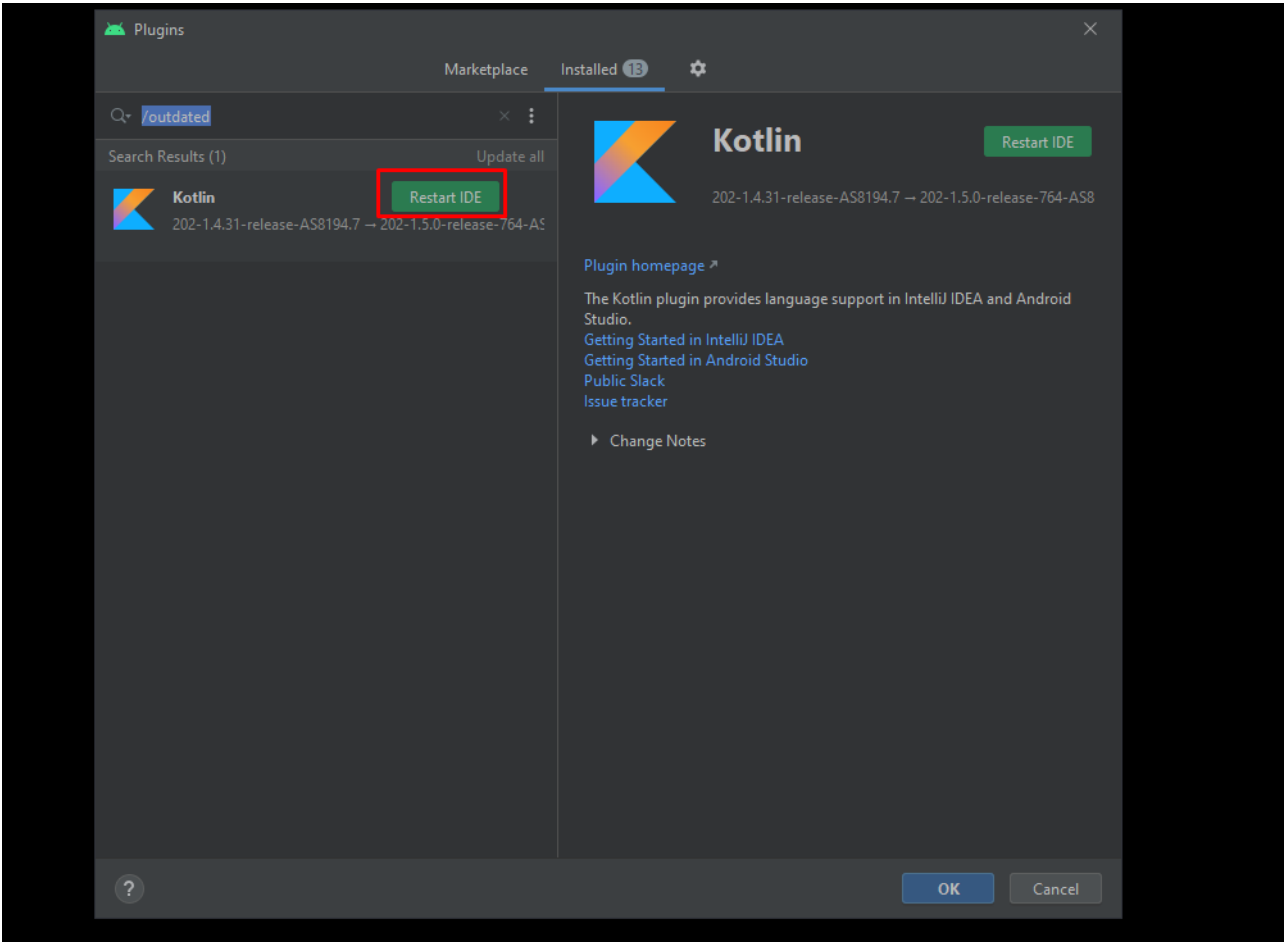 Plugins
Marketplace
Installed 13
/outdated
Search Results (1)
Update all
Kotlin
Restart IDE
202-1.4.31-release-AS8194.7 → 202-1.5.0-release-764-AS
Kotlin
Restart IDE
202-1.4.31-release-AS8194.7 → 202-1.5.0-release-764-AS8
Plugin homepage ↗
The Kotlin plugin provides language support in IntelliJ IDEA and Android
Studio.
Getting Started in IntelliJ IDEA
Getting Started in Android Studio
Public Slack
Issue tracker
Change Notes
?
OK
Cancel